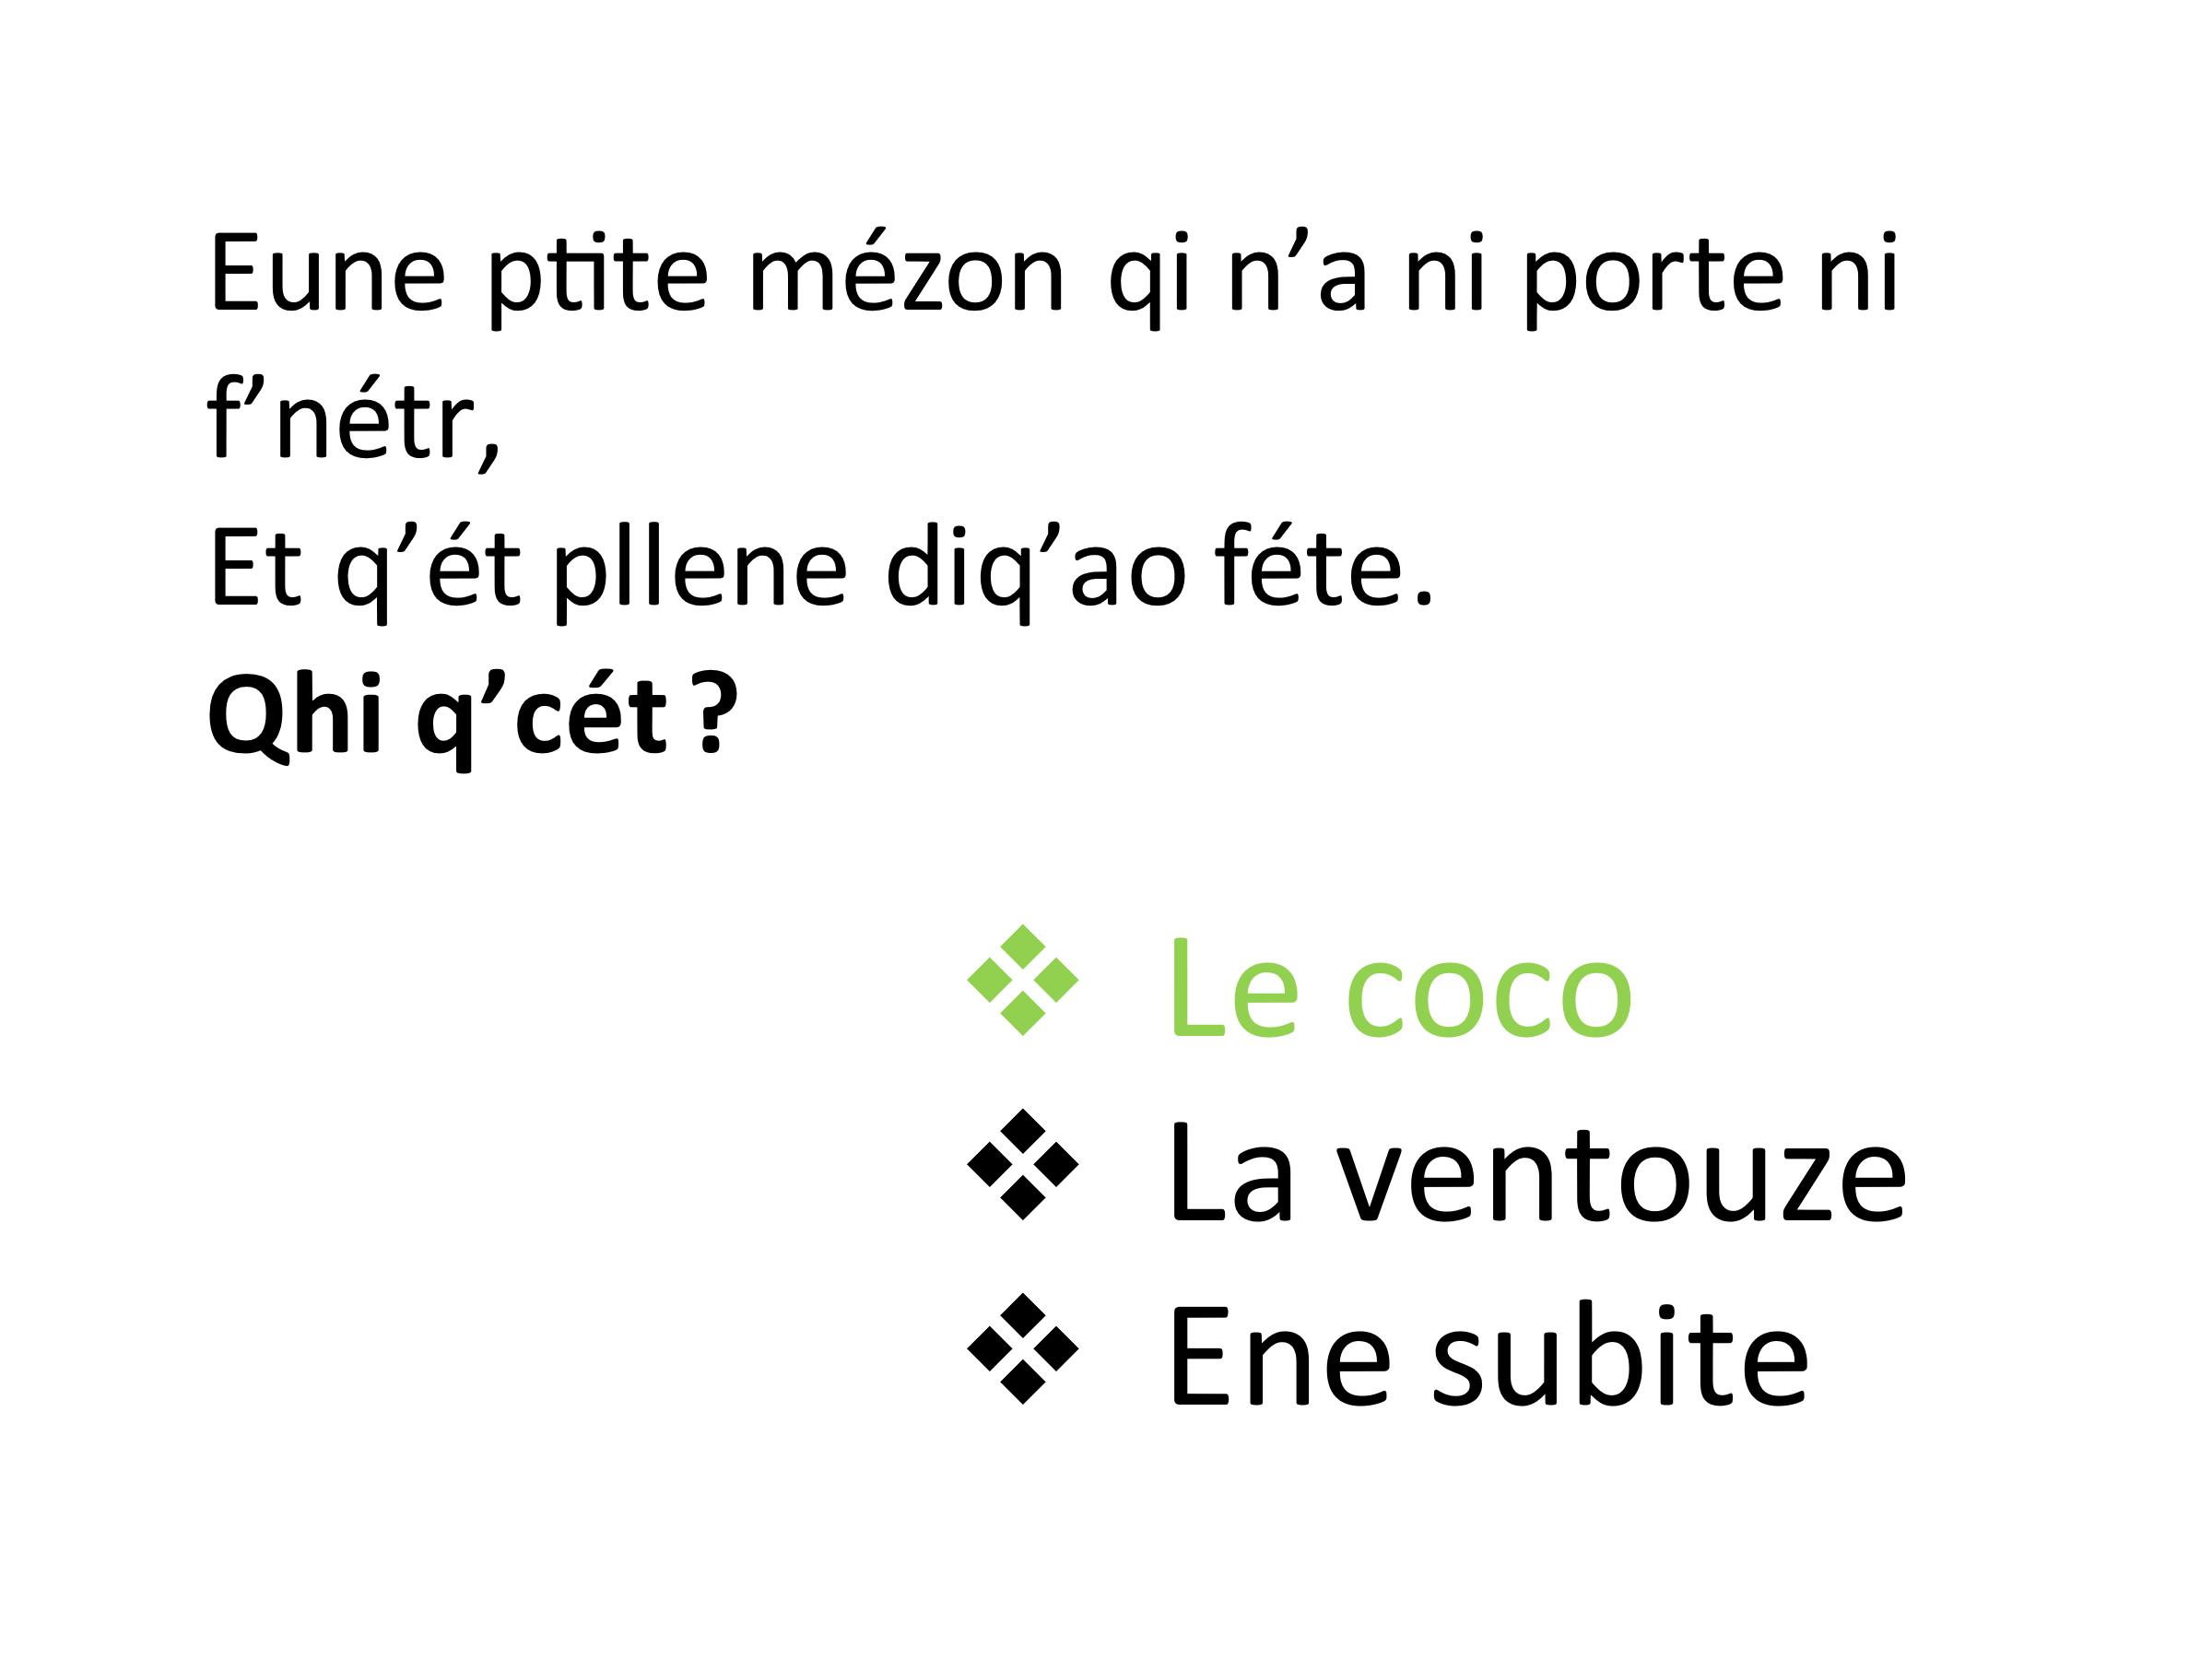 Eune ptite mézon qi n’a ni porte ni
f’nétr,
Et q’ét pllene diq’ao féte.
Qhi q’cét ?
❖ Le coco
❖ La ventouze
❖ Ene subite